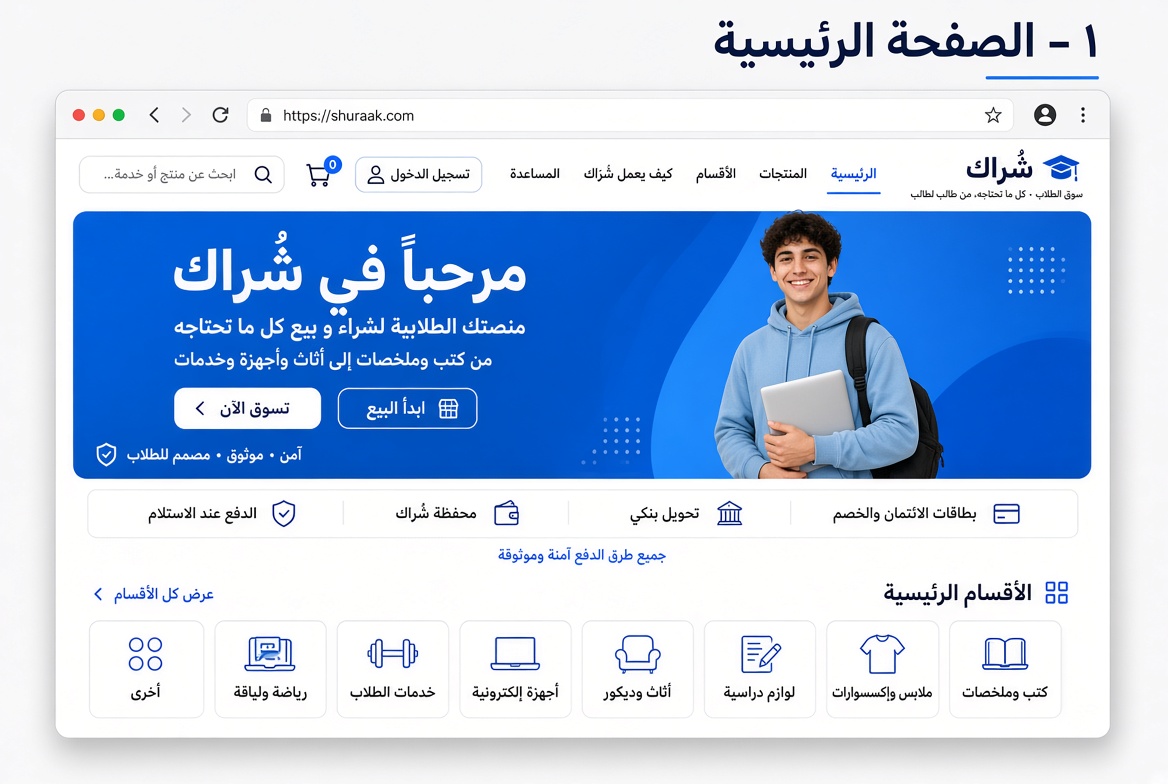 ١ – الصفحة الرئيسية
https://shuraak.com
شُراك
سوق الطلاب • كل ما تحتاجه، من طالب لطالب
الرئيسية
المنتجات
الأقسام
كيف يعمل شُرَاك
المساعدة
تسجيل الدخول
0
ابحث عن منتج أو خدمة...
مرحباً في شُراك
منصتك الطلابية لشراء و بيع كل ما تحتاجه
من كتب وملخصات إلى أثاث وأجهزة وخدمات
ابدأ البيع
تسوق الآن
آمن • موثوق • مصمم للطلاب
بطاقات الائتمان والخصم
تحويل بنكي
محفظة شُراك
الدفع عند الاستلام
جميع طرق الدفع آمنة وموثوقة
الأقسام الرئيسية
عرض كل الأقسام
كتب وملخصات
ملابس وإكسسوارات
لوازم دراسية
أثاث وديكور
أجهزة إلكترونية
خدمات الطلاب
رياضة ولياقة
أخرى